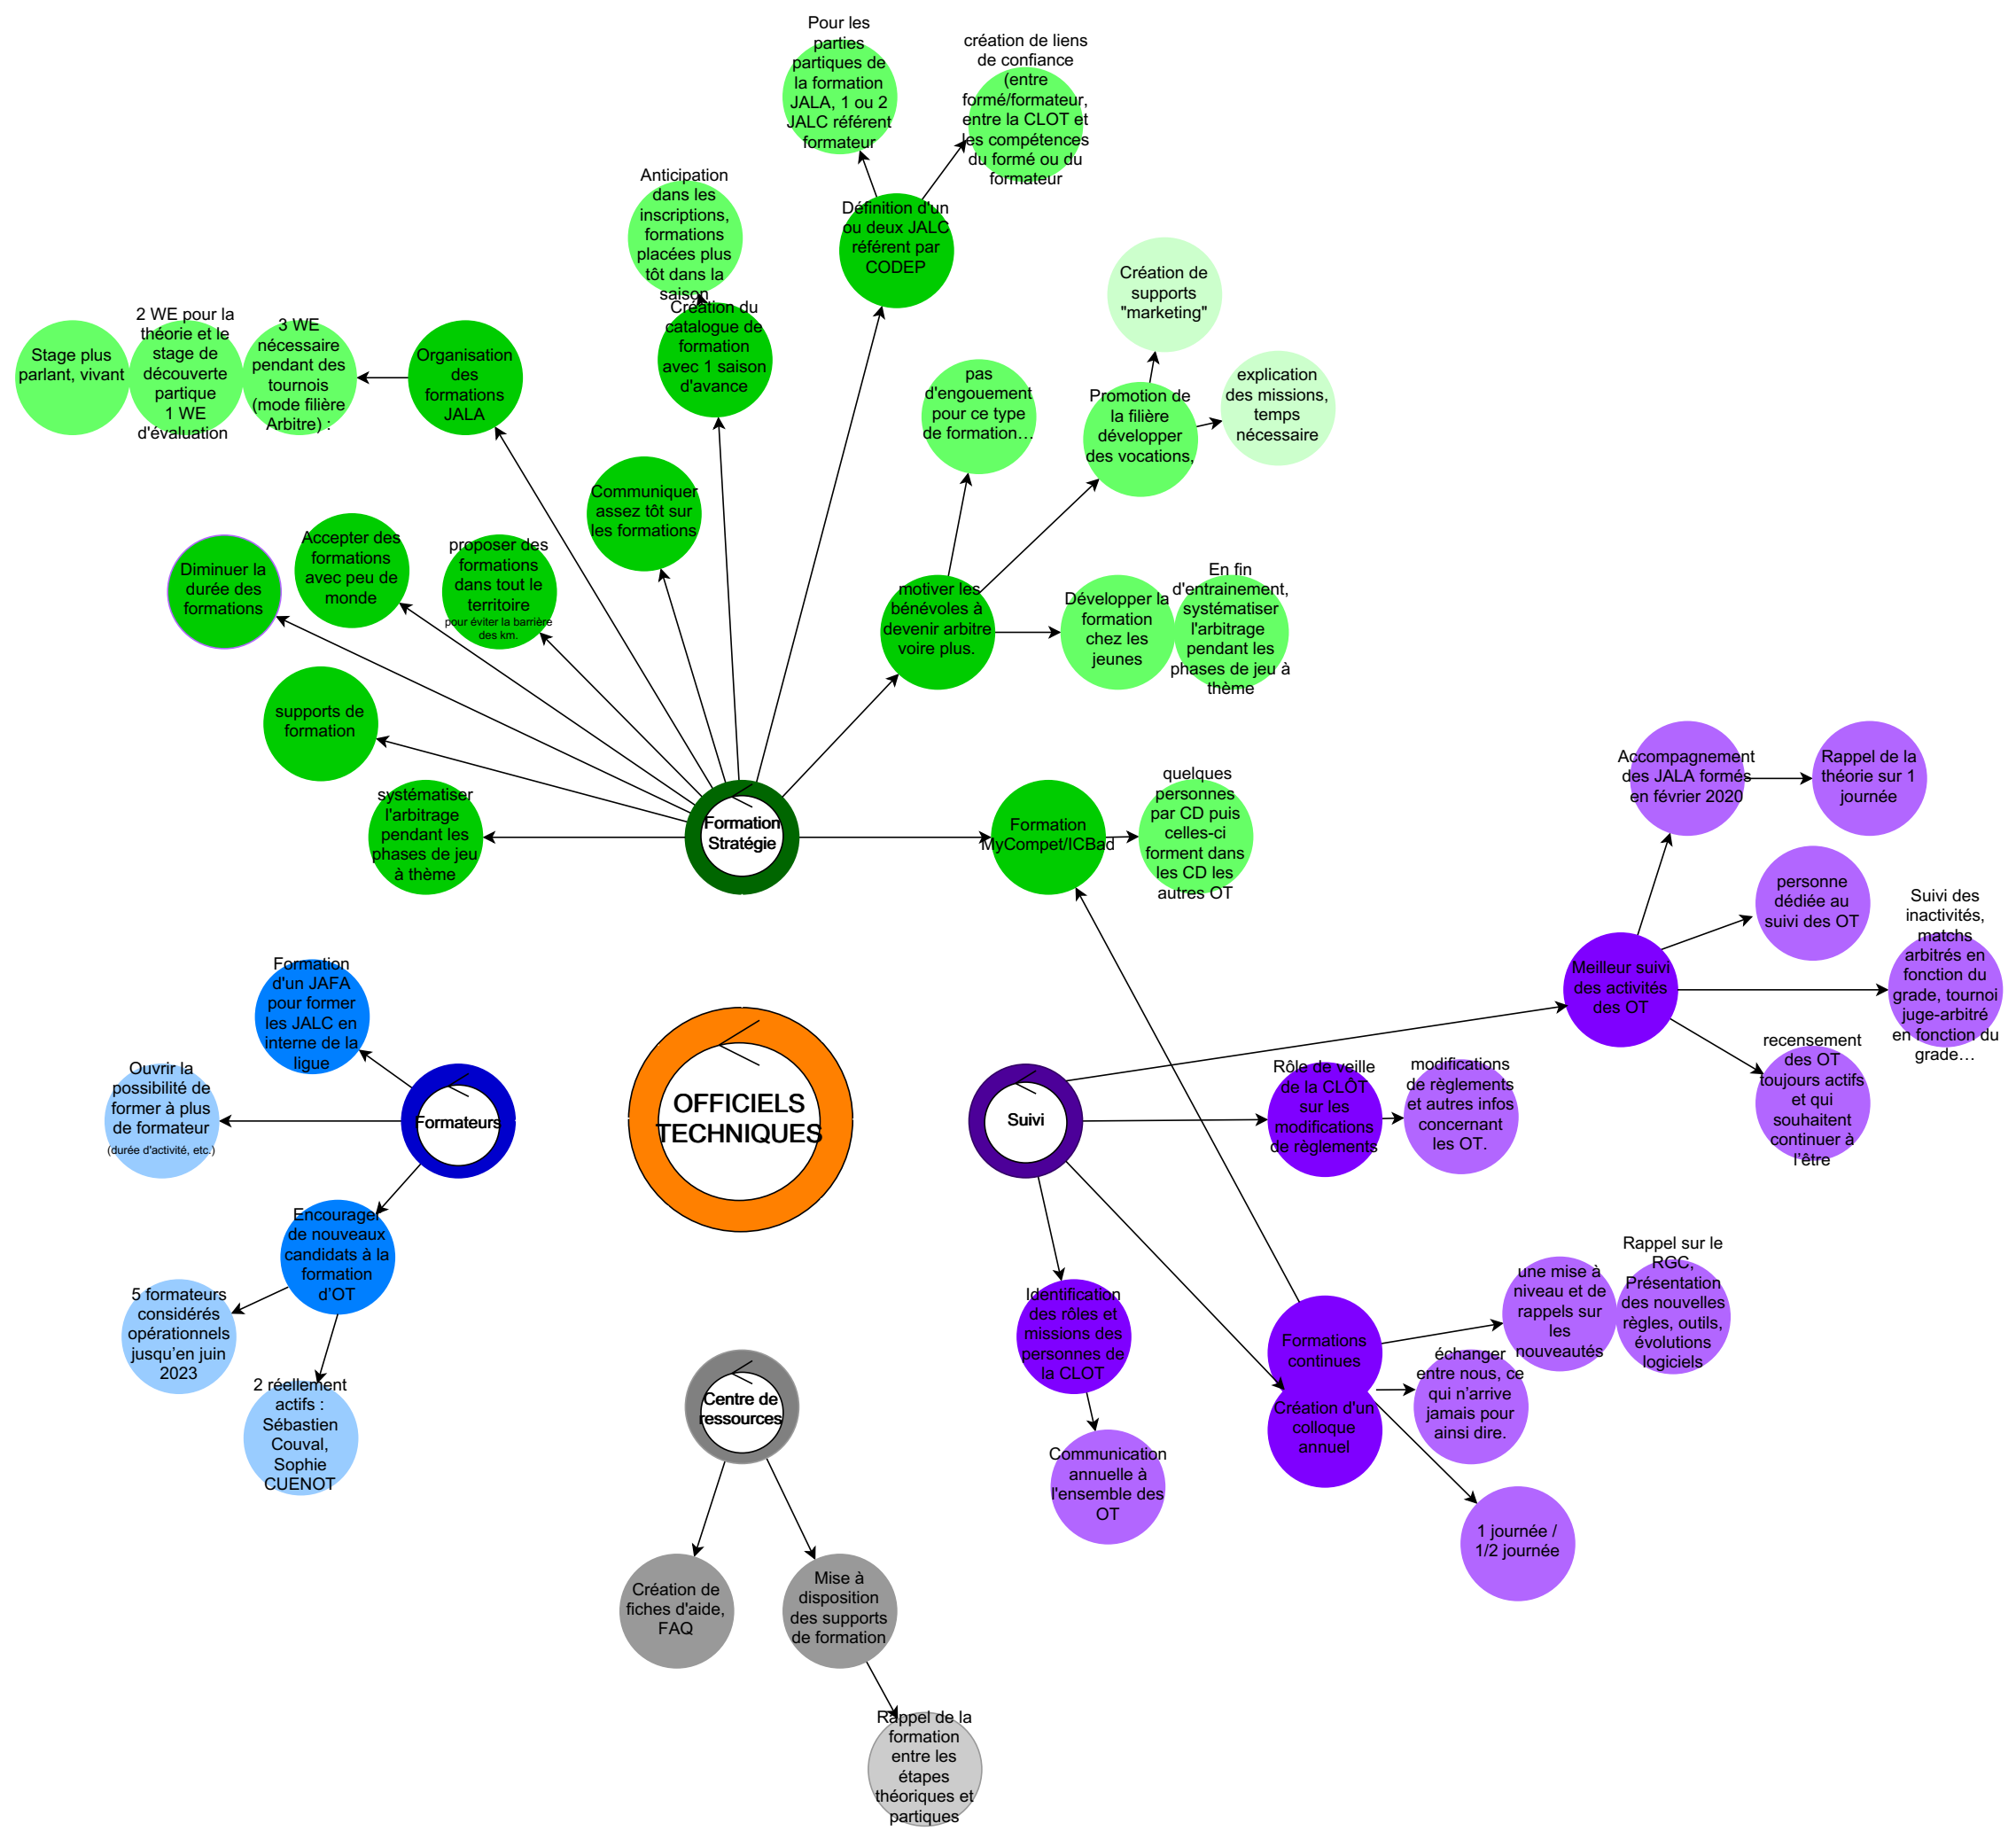 Pour les
parties
partiques de
la formation
JALA, 1 ou 2
JALC référent
formateur
création de liens
de confiance
(entre
formé/formateur,
entre la CLOT et
les compétences
du formé ou du
formateur
Anticipation
dans les
inscriptions,
formations
placées plus
tôt dans la
saison
Définition d'un
ou deux JALC
référent par
CODEP
Création de
supports
"marketing"
Stage plus
parlant, vivant
2 WE pour la
théorie et le
stage de
découverte
partique
1 WE
d'évaluation
3 WE
nécessaire
pendant des
tournois
(mode filière
Arbitre) :
Organisation
des
formations
JALA
Création du
catalogue de
formation
avec 1 saison
d'avance
pas
d'engouement
pour ce type
de formation…
Promotion de
la filière
développer
des vocations,
explication
des missions,
temps
nécessaire
Communiquer
assez tôt sur
les formations
Diminuer la
durée des
formations
Accepter des
formations
avec peu de
monde
proposer des
formations
dans tout le
territoire
pour éviter la barrière
des km.
motiver les
bénévoles à
devenir arbitre
voire plus.
Développer la
formation
chez les
jeunes
En fin
d'entrainement,
systématiser
l'arbitrage
pendant les
phases de jeu à
thème
supports de
formation
systématiser
l'arbitrage
pendant les
phases de jeu
à thème
Formation
Stratégie
Formation
MyCompet/ICBad
quelques
personnes
par CD puis
celles-ci
forment dans
les CD les
autres OT
Accompagnement
des JALA formés
en février 2020
Rappel de la
théorie sur 1
journée
personne
dédiée au
suivi des OT
Meilleur suivi
des activités
des OT
Suivi des
inactivités,
matchs
arbitrés en
fonction du
grade, tournoi
juge-arbitré
en fonction du
grade…
recensement
des OT
toujours actifs
et qui
souhaitent
continuer à
l'être
Formation
d'un JAFA
pour former
les JALC en
interne de la
ligue
Ouvrir la
possibilité de
former à plus
de formateur
(durée d'activité, etc.)
Formateurs
OFFICIELS
TECHNIQUES
Suivi
Rôle de veille
de la CLÔT
sur les
modifications
de règlements
modifications
de règlements
et autres infos
concernant
les OT.
Encourager
de nouveaux
candidats à la
formation
d'OT
5 formateurs
considérés
opérationnels
jusqu'en juin
2023
2 réellement
actifs :
Sébastien
Couval,
Sophie
CUENOT
Identification
des rôles et
missions des
personnes de
la CLOT
Communication
annuelle à
l'ensemble des
OT
Formations
continues
Création d'un
colloque
annuel
une mise à
niveau et de
rappels sur
les
nouveautés
Rappel sur le
RGC,
Présentation
des nouvelles
règles, outils,
évolutions
logiciels
échanger
entre nous, ce
qui n'arrive
jamais pour
ainsi dire.
1 journée /
1/2 journée
Centre de
ressources
Création de
fiches d'aide,
FAQ
Mise à
disposition
des supports
de formation
Rappel de la
formation
entre les
étapes
théoriques et
partiques